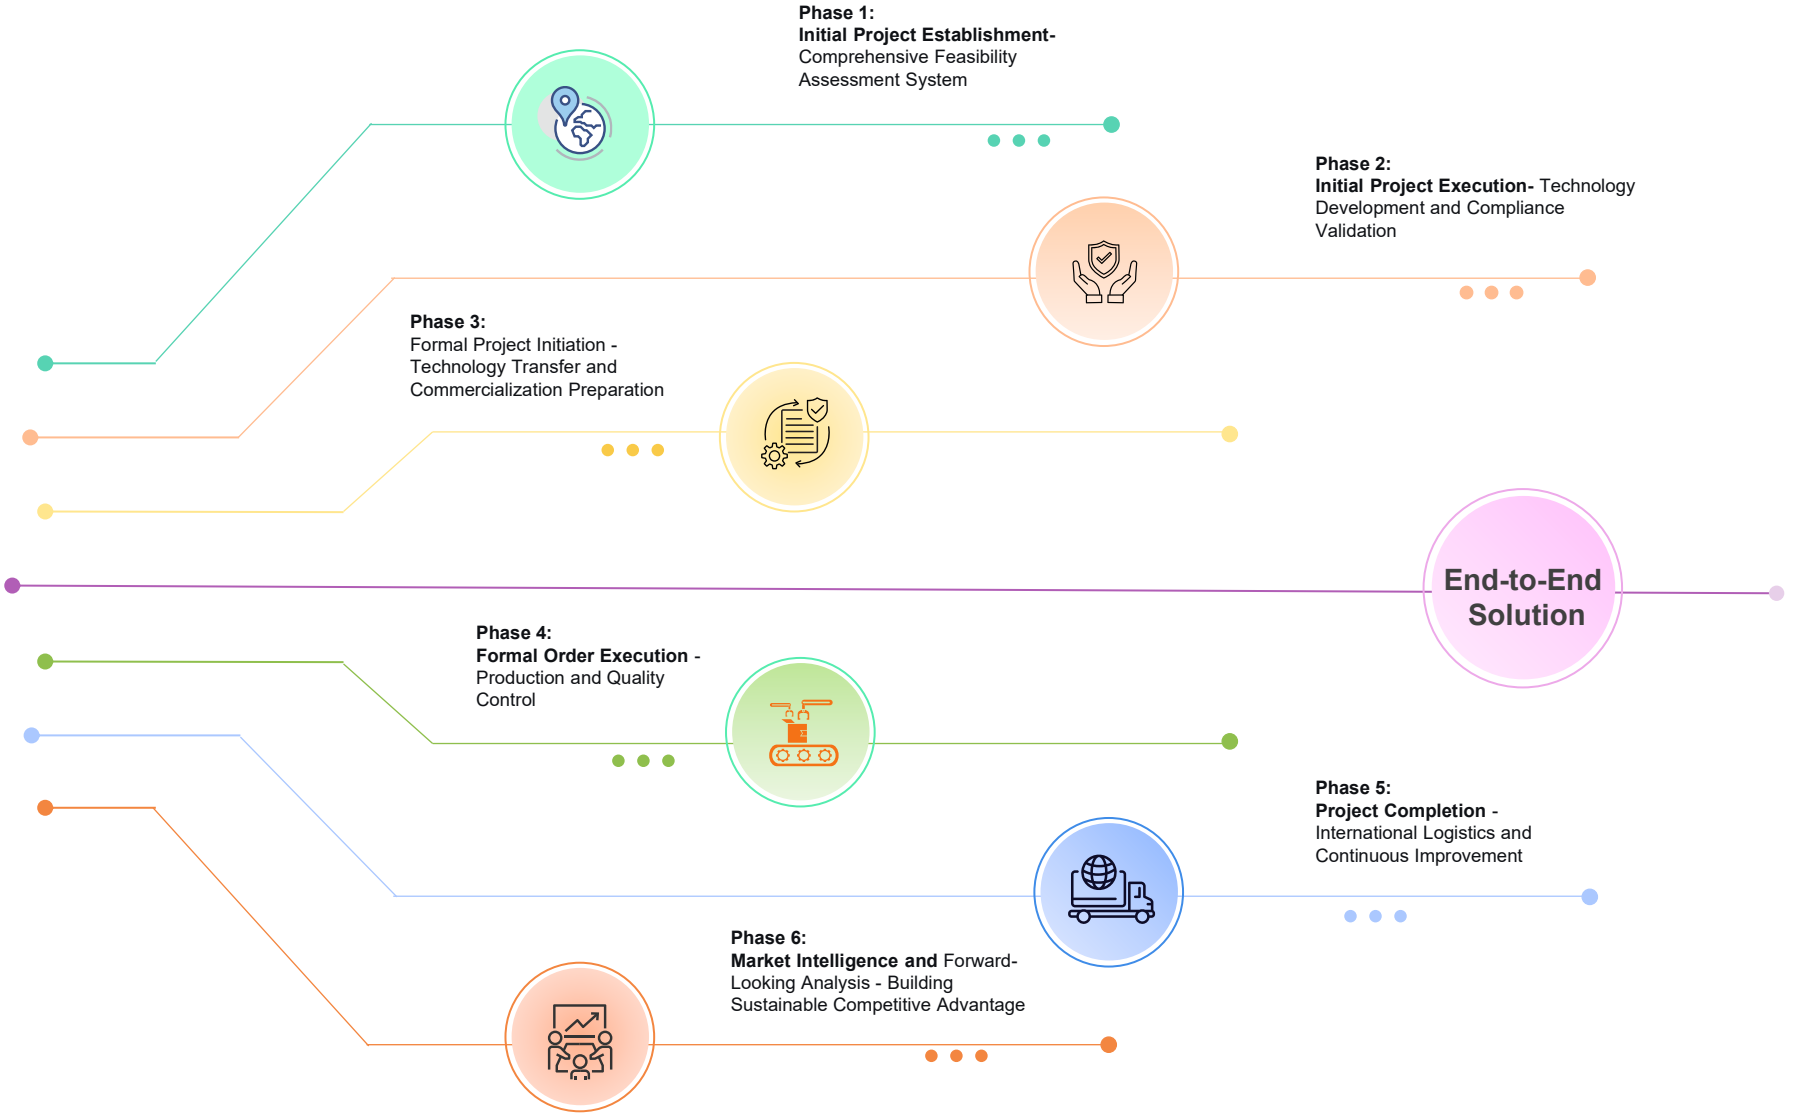 Phase 1:
Initial Project Establishment-
Comprehensive Feasibility
Assessment System
Phase 2:
Initial Project Execution- Technology
Development and Compliance
Validation
Phase 3:
Formal Project Initiation -
Technology Transfer and
Commercialization Preparation
End-to-End
Solution
Phase 4:
Formal Order Execution -
Production and Quality
Control
Phase 5:
Project Completion -
International Logistics and
Continuous Improvement
Phase 6:
Market Intelligence and Forward-
Looking Analysis - Building
Sustainable Competitive Advantage